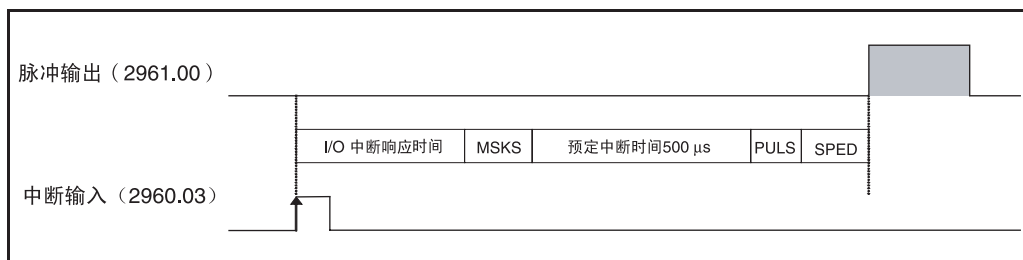 脉冲输出（2961.00）
I/O 中断响应时间 MSKS 预定中断时间500 μs PULS SPED
中断输入（2960.03）